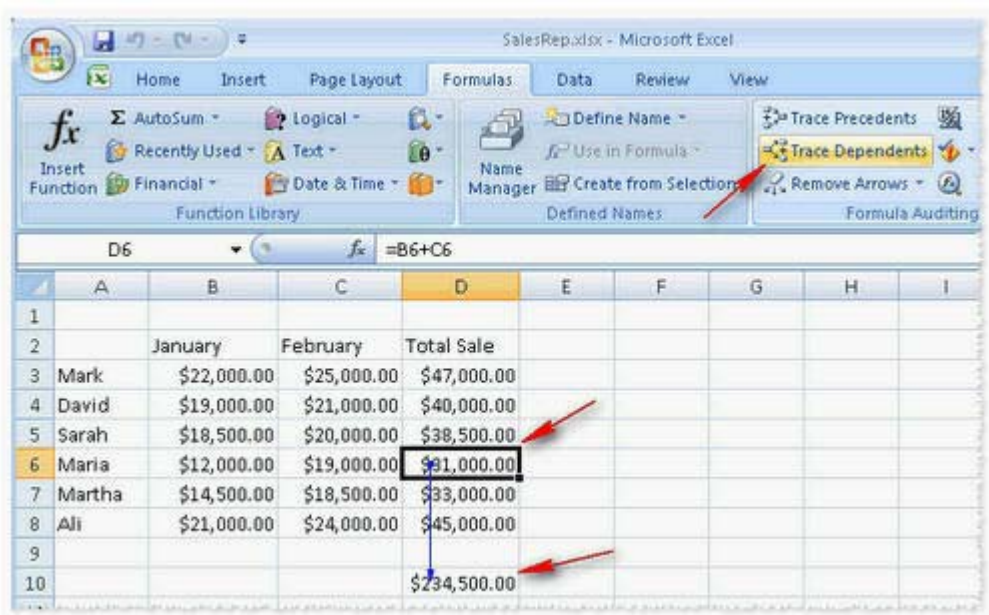 SalesRep.xlsx - Microsoft Excel
Home Insert Page Layout Formulas Data Review View
fx Insert Function
Σ AutoSum
Recently Used
Financial
Logical
Text
Date & Time
Function Library
Name Manager
Define Name
Use in Formula
Create from Selection
Defined Names
Trace Precedents
Trace Dependents
Remove Arrows
Formula Auditing
D6 fx =B6+C6
A B C D E F G H I
1
2 January February Total Sale
3 Mark $22,000.00 $25,000.00 $47,000.00
4 David $19,000.00 $21,000.00 $40,000.00
5 Sarah $18,500.00 $20,000.00 $38,500.00
6 Maria $12,000.00 $19,000.00 $31,000.00
7 Martha $14,500.00 $18,500.00 $33,000.00
8 Ali $21,000.00 $24,000.00 $45,000.00
9
10 $234,500.00